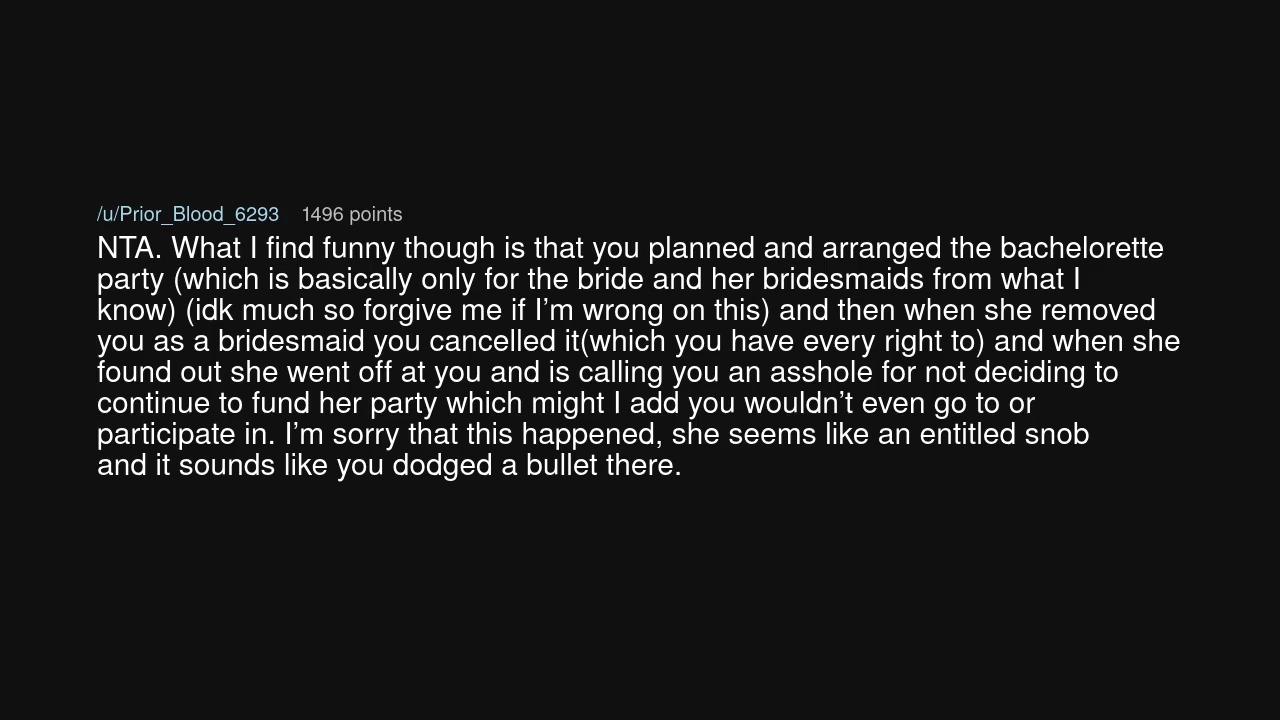 /u/Prior_Blood_6293 1496 points
NTA. What I find funny though is that you planned and arranged the bachelorette
party (which is basically only for the bride and her bridesmaids from what I
know) (idk much so forgive me if I’m wrong on this) and then when she removed
you as a bridesmaid you cancelled it(which you have every right to) and when she
found out she went off at you and is calling you an asshole for not deciding to
continue to fund her party which might I add you wouldn’t even go to or
participate in. I’m sorry that this happened, she seems like an entitled snob
and it sounds like you dodged a bullet there.